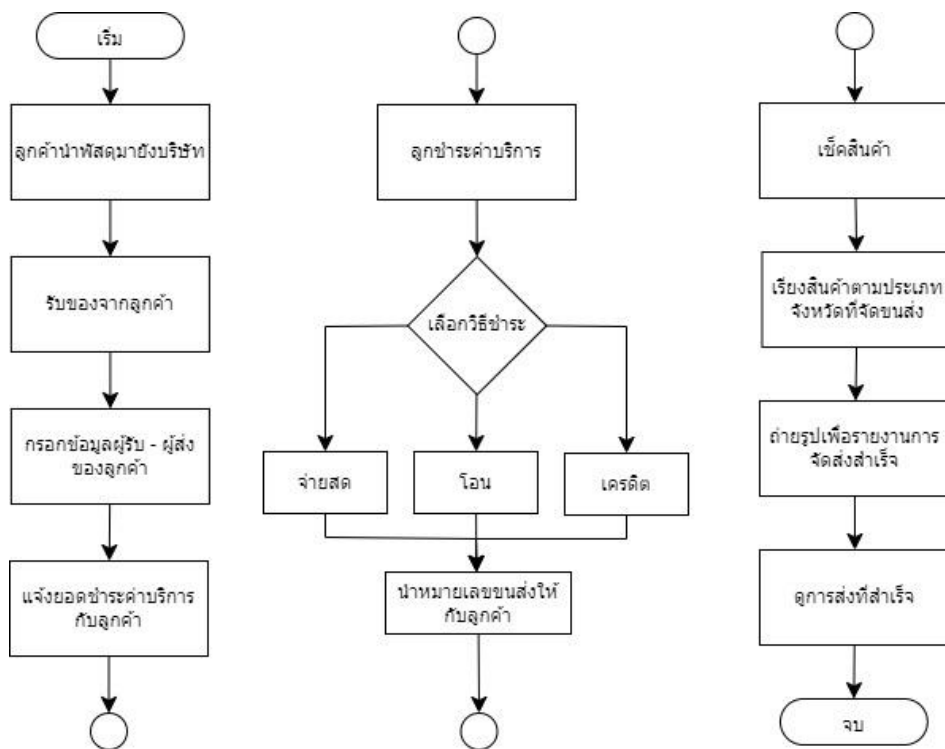 เริ่ม
ลูกค้านำพัสดุมายังบริษัท
รับของจากลูกค้า
กรอกข้อมูลผู้รับ - ผู้ส่ง
ของลูกค้า
แจ้งยอดชำระค่าบริการ
กับลูกค้า
ลูกชำระค่าบริการ
เลือกวิธีชำระ
จ่ายสด
โอน
เครดิต
นำหมายเลขขนส่งให้
กับลูกค้า
เช็คสินค้า
เรียงสินค้าตามประเภท
จังหวัดที่จัดขนส่ง
ถ่ายรูปเพื่อรายงานการ
จัดส่งสำเร็จ
ดูการส่งที่สำเร็จ
จบ